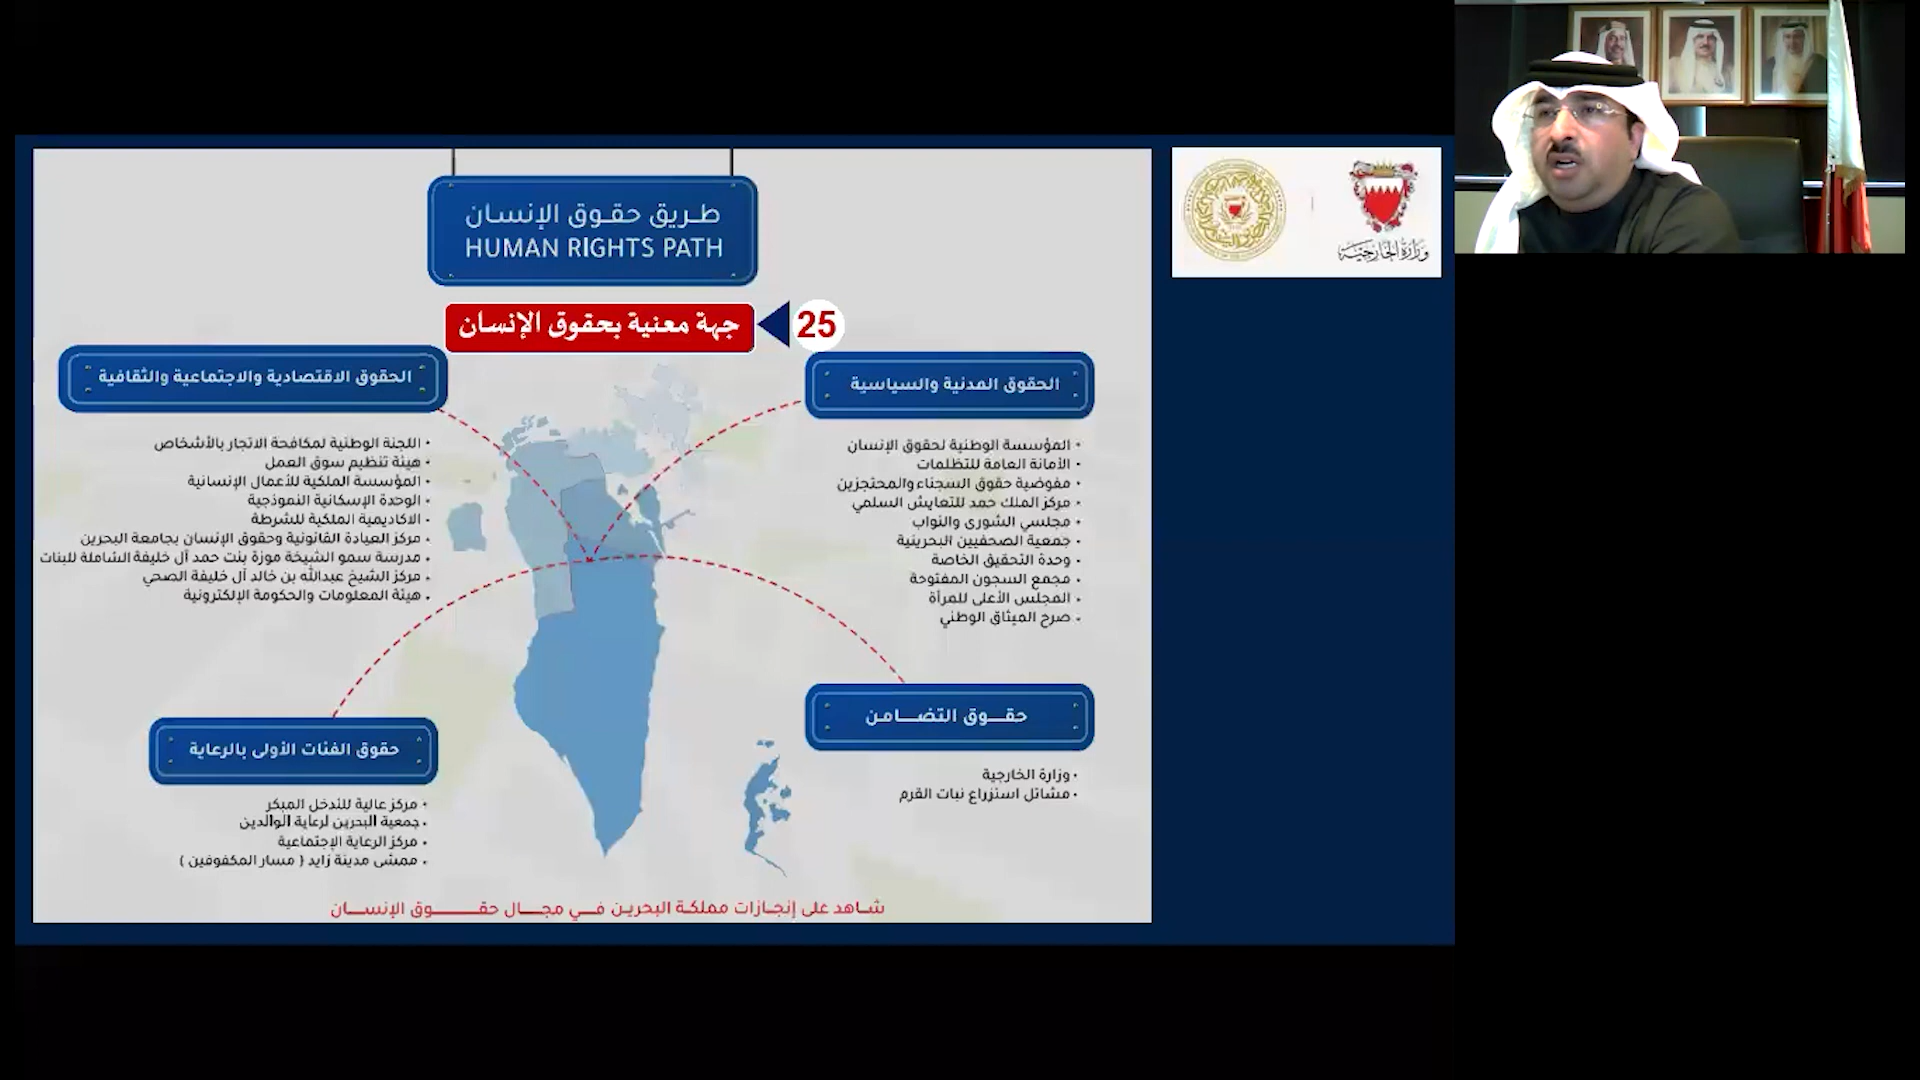 طريق حقوق الإنسان
HUMAN RIGHTS PATH
25
جهة معنية بحقوق الإنسان
الحقوق المدنية والسياسية
• المؤسسة الوطنية لحقوق الإنسان
• الأمانة العامة للتظلمات
• مفوضية حقوق السجناء والمحتجزين
• مركز الملك حمد للتعايش السلمي
• مجلسي الشورى والنواب
• جمعية الصحفيين البحرينية
• وحدة التحقيق الخاصة
• مجمع السجون المفتوحة
• المجلس الأعلى للمرأة
• صرح الميثاق الوطني
الحقوق الاقتصادية والاجتماعية والثقافية
• اللجنة الوطنية لمكافحة الاتجار بالأشخاص
• هيئة تنظيم سوق العمل
• المؤسسة الملكية للأعمال الإنسانية
• الوحدة الإسكانية النموذجية
• الاكاديمية الملكية للشرطة
• مركز العيادة القانونية وحقوق الإنسان بجامعة البحرين
• مدرسة سمو الشيخة موزة بنت حمد آل خليفة الشاملة للبنات
• مركز الشيخ عبدالله بن خالد آل خليفة الصحي
• هيئة المعلومات والحكومة الإلكترونية
حقوق التضامن
• وزارة الخارجية
• مشاتل استزراع نبات القرم
حقوق الفئات الأولى بالرعاية
• مركز عالية للتدخل المبكر
• جمعية البحرين لرعاية الوالدين
• مركز الرعاية الإجتماعية
• ممشى مدينة زايد ( مسار المكفوفين )
شاهد على إنجازات مملكة البحرين في مجال حقوق الإنسان
وزارة الخارجية